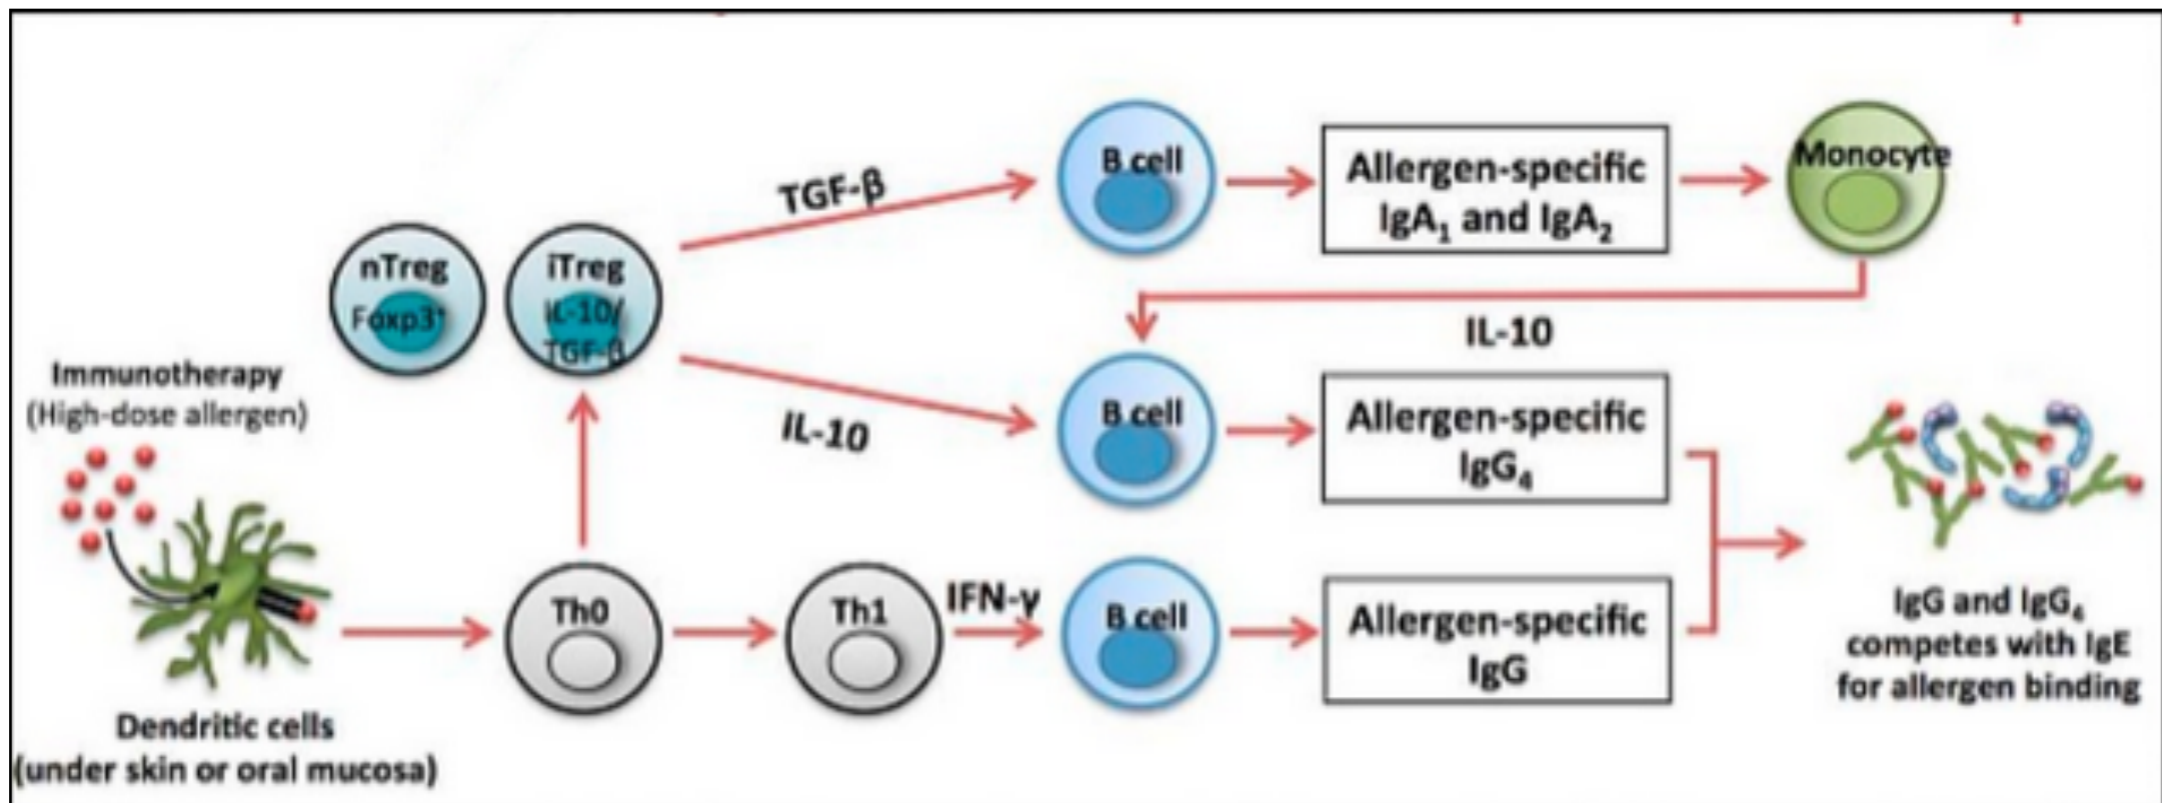 TGF-β
B cell
Allergen-specific
IgA₁ and IgA₂
Monocyte
nTreg
Foxp3⁺
iTreg
IL-10/
TGF-β
IL-10
IL-10
B cell
Allergen-specific
IgG₄
Immunotherapy
(High-dose allergen)
Th0
Th1
IFN-γ
B cell
Allergen-specific
IgG
IgG and IgG₄
competes with IgE
for allergen binding
Dendritic cells
(under skin or oral mucosa)